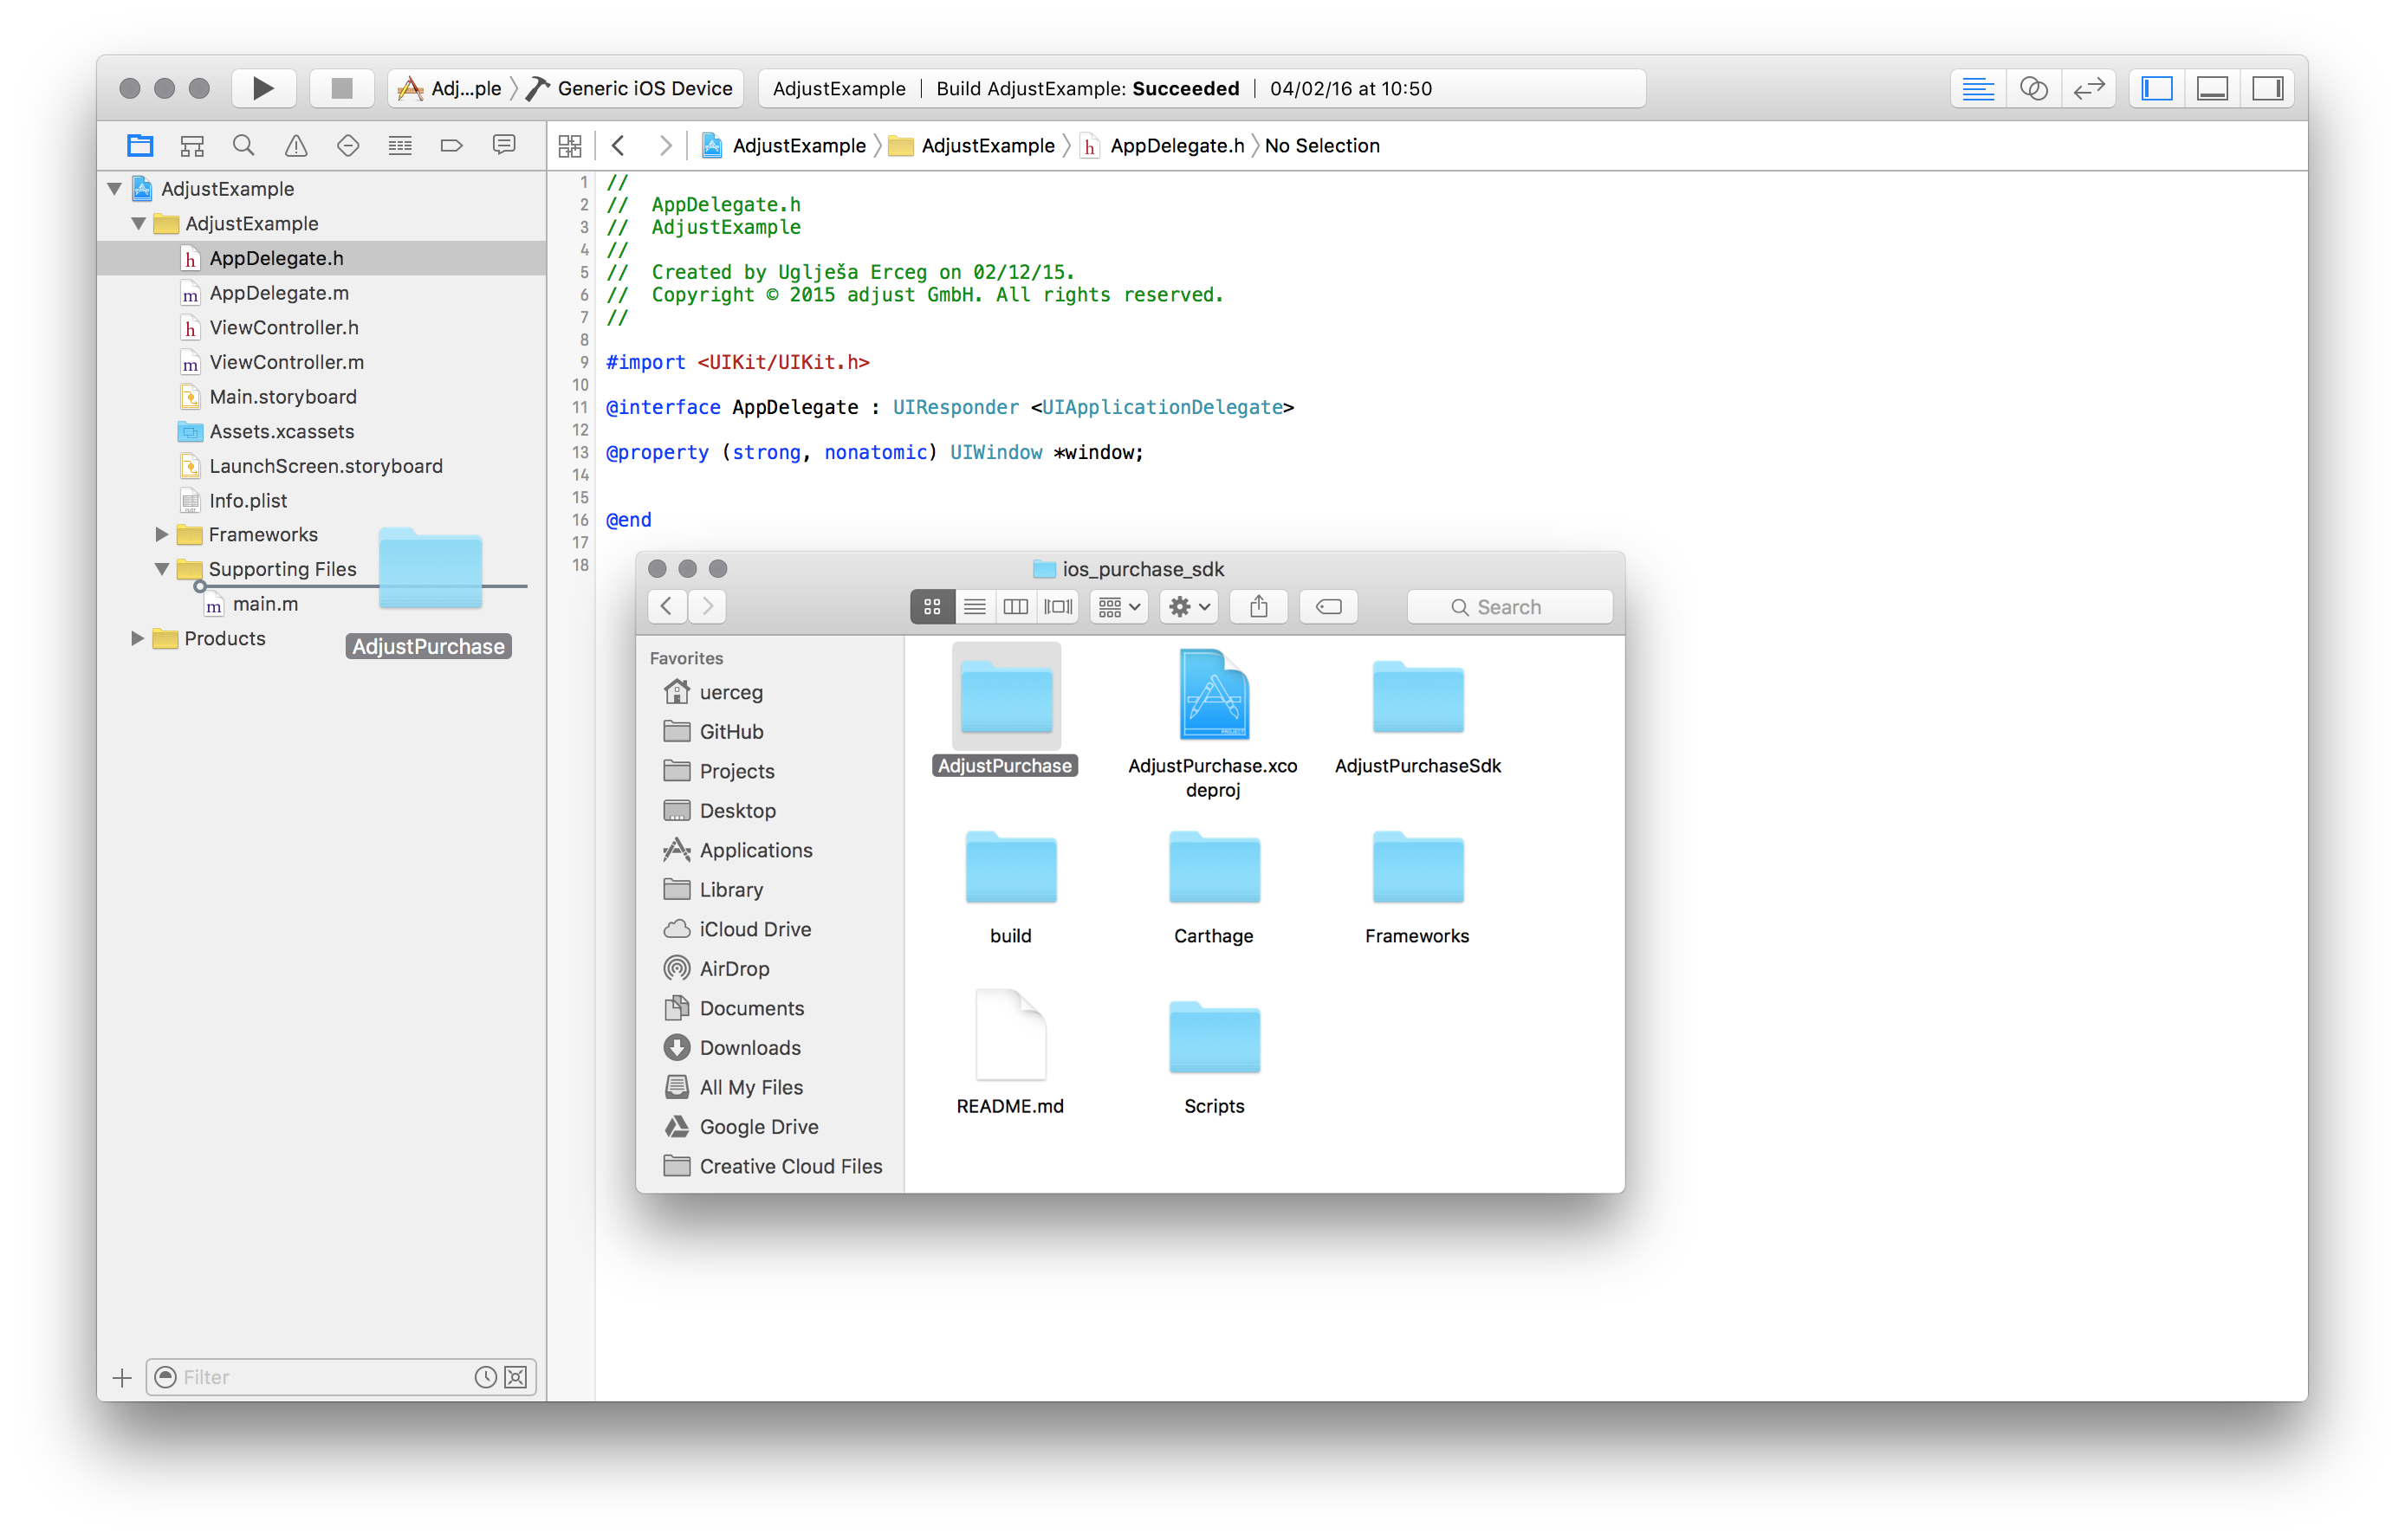 Adj...ple
Generic iOS Device
AdjustExample | Build AdjustExample: Succeeded | 04/02/16 at 10:50
AdjustExample
AdjustExample
AppDelegate.h
No Selection
AdjustExample
AdjustExample
AppDelegate.h
AppDelegate.m
ViewController.h
ViewController.m
Main.storyboard
Assets.xcassets
LaunchScreen.storyboard
Info.plist
Frameworks
Supporting Files
main.m
Products
AdjustPurchase
Filter
1 //
2 //  AppDelegate.h
3 //  AdjustExample
4 //
5 //  Created by Uglješa Erceg on 02/12/15.
6 //  Copyright © 2015 adjust GmbH. All rights reserved.
7 //
8
9 #import <UIKit/UIKit.h>
10
11 @interface AppDelegate : UIResponder <UIApplicationDelegate>
12
13 @property (strong, nonatomic) UIWindow *window;
14
15
16 @end
17
18
ios_purchase_sdk
Search
Favorites
uerceg
GitHub
Projects
Desktop
Applications
Library
iCloud Drive
AirDrop
Documents
Downloads
All My Files
Google Drive
Creative Cloud Files
AdjustPurchase
AdjustPurchase.xco
deproj
AdjustPurchaseSdk
build
Carthage
Frameworks
README.md
Scripts